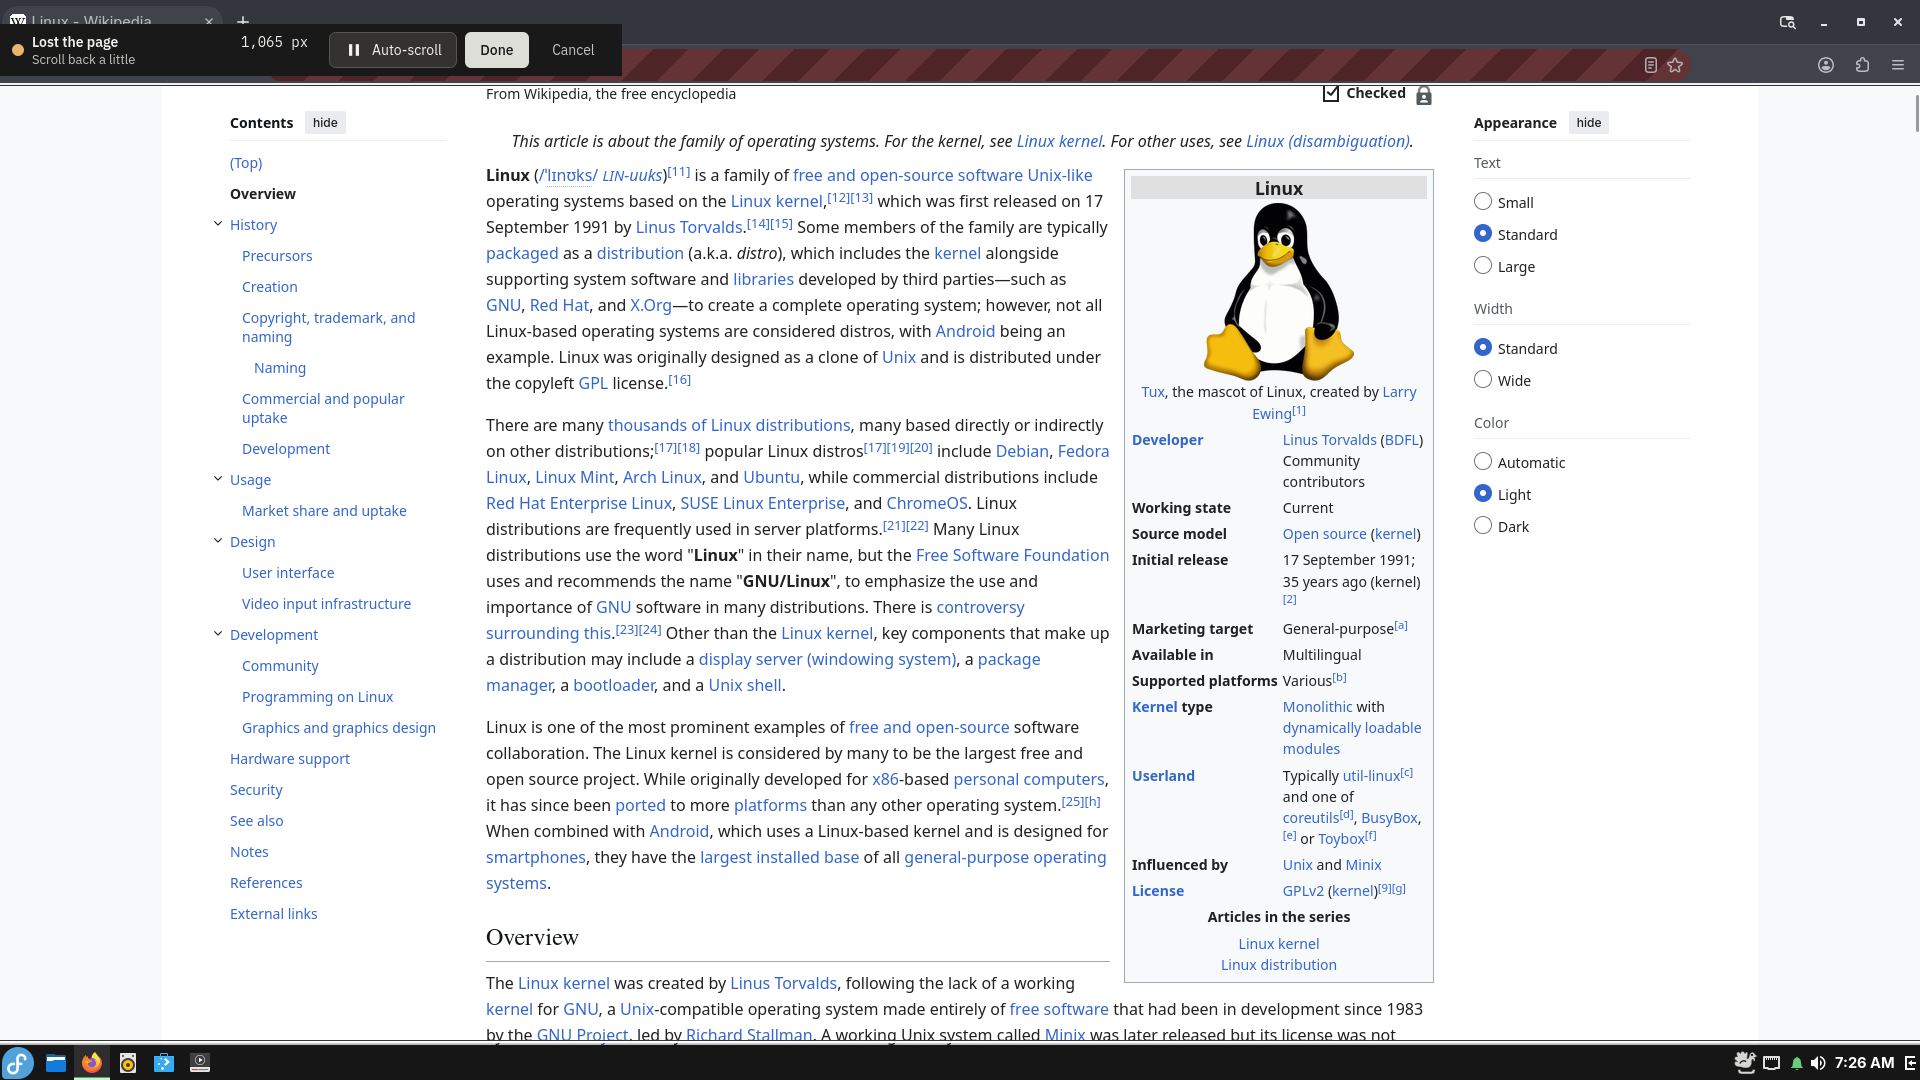 Linux - Wikipedia
Lost the page
Scroll back a little
1,065 px
Auto-scroll
Done
Cancel
From Wikipedia, the free encyclopedia
Checked
Contents
hide
(Top)
Overview
History
Precursors
Creation
Copyright, trademark, and
naming
Naming
Commercial and popular
uptake
Development
Usage
Market share and uptake
Design
User interface
Video input infrastructure
Development
Community
Programming on Linux
Graphics and graphics design
Hardware support
Security
See also
Notes
References
External links
This article is about the family of operating systems. For the kernel, see Linux kernel. For other uses, see Linux (disambiguation).
Linux (/ˈlɪnʊks/ LIN-uuks)[11] is a family of free and open-source software Unix-like
operating systems based on the Linux kernel,[12][13] which was first released on 17
September 1991 by Linus Torvalds.[14][15] Some members of the family are typically
packaged as a distribution (a.k.a. distro), which includes the kernel alongside
supporting system software and libraries developed by third parties—such as
GNU, Red Hat, and X.Org—to create a complete operating system; however, not all
Linux-based operating systems are considered distros, with Android being an
example. Linux was originally designed as a clone of Unix and is distributed under
the copyleft GPL license.[16]
There are many thousands of Linux distributions, many based directly or indirectly
on other distributions;[17][18] popular Linux distros[17][19][20] include Debian, Fedora
Linux, Linux Mint, Arch Linux, and Ubuntu, while commercial distributions include
Red Hat Enterprise Linux, SUSE Linux Enterprise, and ChromeOS. Linux
distributions are frequently used in server platforms.[21][22] Many Linux
distributions use the word "Linux" in their name, but the Free Software Foundation
uses and recommends the name "GNU/Linux", to emphasize the use and
importance of GNU software in many distributions. There is controversy
surrounding this.[23][24] Other than the Linux kernel, key components that make up
a distribution may include a display server (windowing system), a package
manager, a bootloader, and a Unix shell.
Linux is one of the most prominent examples of free and open-source software
collaboration. The Linux kernel is considered by many to be the largest free and
open source project. While originally developed for x86-based personal computers,
it has since been ported to more platforms than any other operating system.[25][h]
When combined with Android, which uses a Linux-based kernel and is designed for
smartphones, they have the largest installed base of all general-purpose operating
systems.
Overview
The Linux kernel was created by Linus Torvalds, following the lack of a working
kernel for GNU, a Unix-compatible operating system made entirely of free software that had been in development since 1983
by the GNU Project, led by Richard Stallman. A working Unix system called Minix was later released but its license was not
Linux
Tux, the mascot of Linux, created by Larry
Ewing[1]
Developer Linus Torvalds (BDFL)
Community
contributors
Working state Current
Source model Open source (kernel)
Initial release 17 September 1991;
35 years ago (kernel)
[2]
Marketing target General-purpose[a]
Available in Multilingual
Supported platforms Various[b]
Kernel type Monolithic with
dynamically loadable
modules
Userland Typically util-linux[c]
and one of
coreutils[d], BusyBox,
[e] or Toybox[f]
Influenced by Unix and Minix
License GPLv2 (kernel)[9][g]
Articles in the series
Linux kernel
Linux distribution
Appearance
hide
Text
Small
Standard
Large
Width
Standard
Wide
Color
Automatic
Light
Dark
7:26 AM